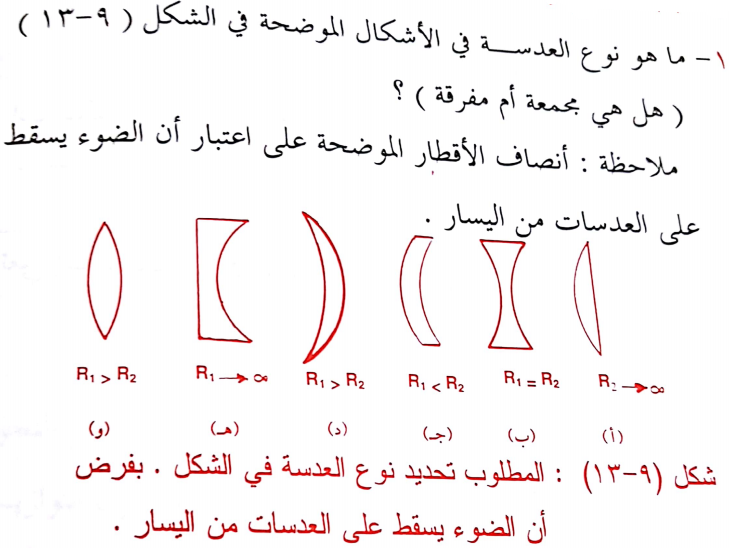 ١- ما هو نوع العدسة في الأشكال الموضحة في الشكل ( ٩-١٣ )
( هل هي مجمعة أم مفرقة ) ؟
ملاحظة : أنصاف الأقطار الموضحة على اعتبار أن الضوء يسقط
على العدسات من اليسار .
R₁ > R₂ R₁ → ∞ R₁ > R₂ R₁ < R₂ R₁ = R₂ R₂ → ∞
(و) (هـ) (د) (جـ) (ب) (أ)
شكل (٩-١٣) : المطلوب تحديد نوع العدسة في الشكل . بفرض
أن الضوء يسقط على العدسات من اليسار .